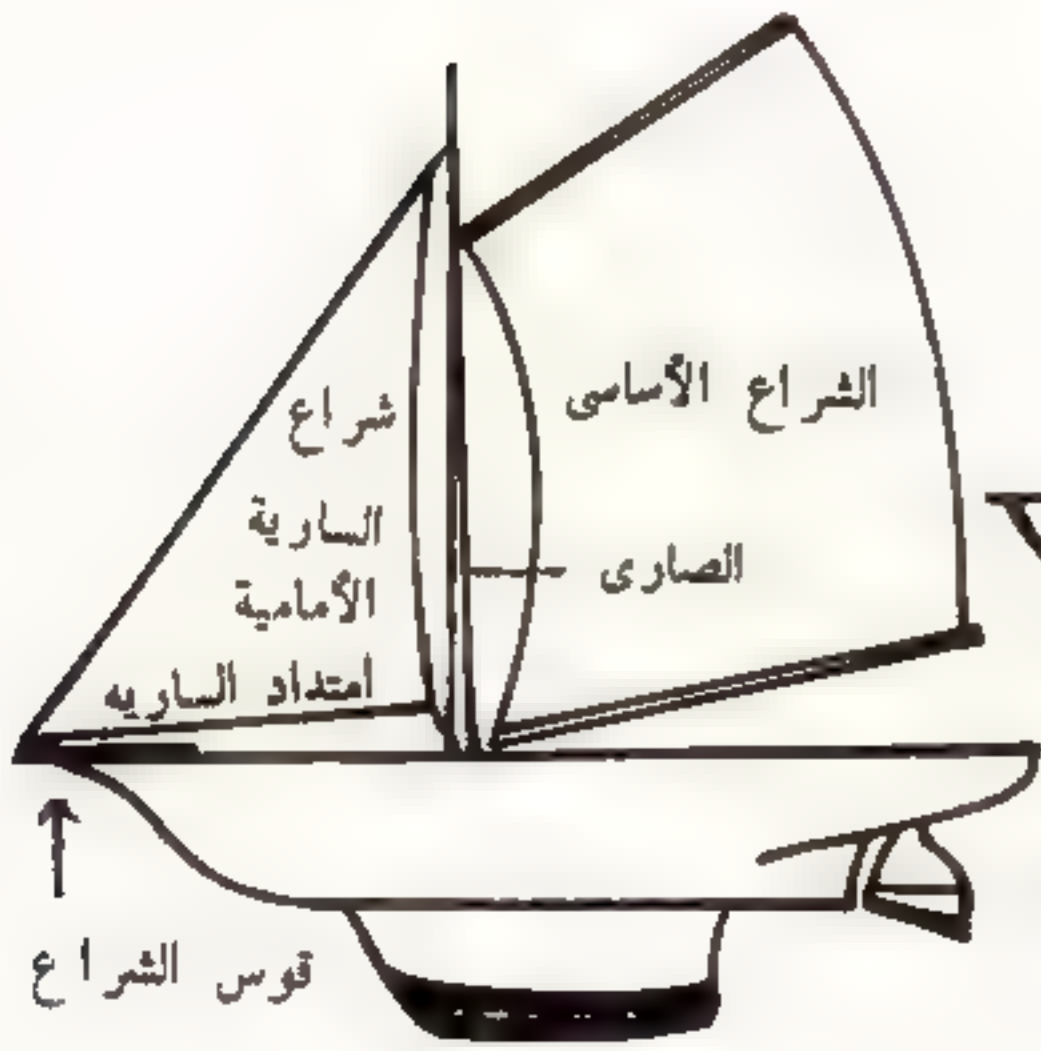 الشراع الأساسى
شراع
السارية
الأمامية
الصارى
امتداد الساريه
قوس الشراع